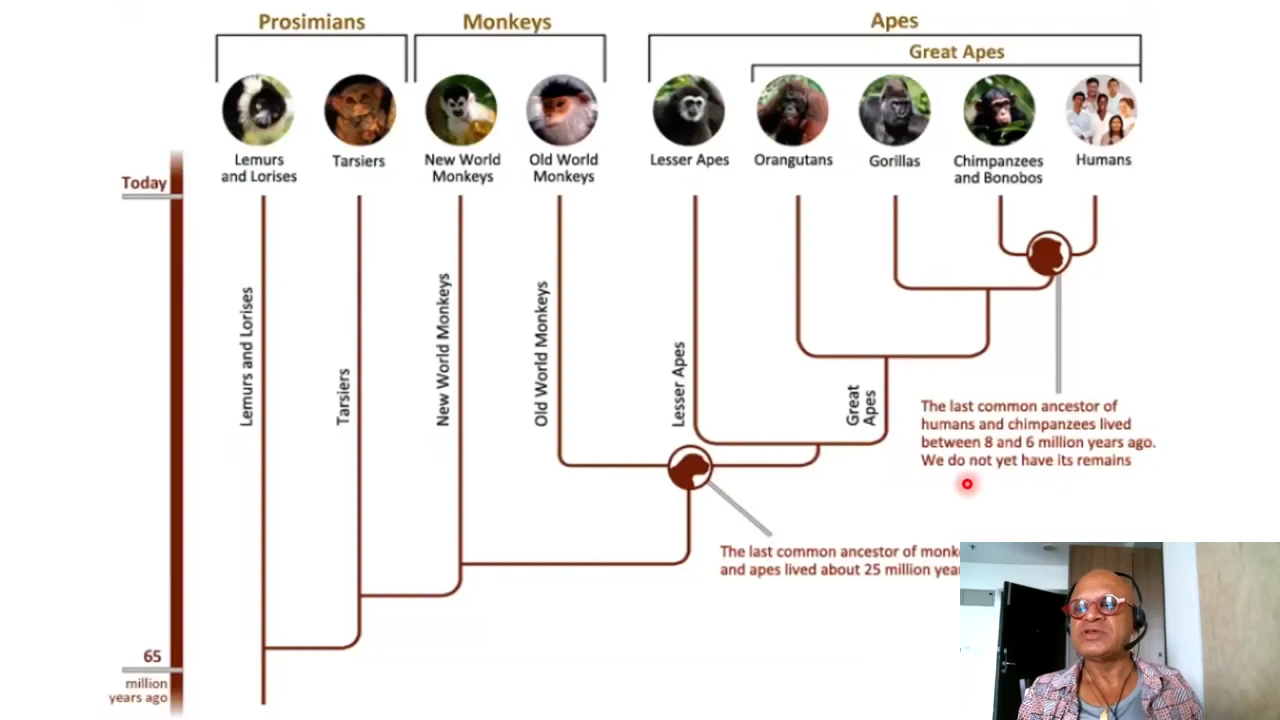 Prosimians
Monkeys
Apes
Great Apes
Lemurs
and Lorises
Tarsiers
New World
Monkeys
Old World
Monkeys
Lesser Apes
Orangutans
Gorillas
Chimpanzees
and Bonobos
Humans
Today
Lemurs and Lorises
Tarsiers
New World Monkeys
Old World Monkeys
Lesser Apes
Great
Apes
The last common ancestor of
humans and chimpanzees lived
between 8 and 6 million years ago.
We do not yet have its remains
The last common ancestor of
and apes lived about 25 million
65
million
years ago